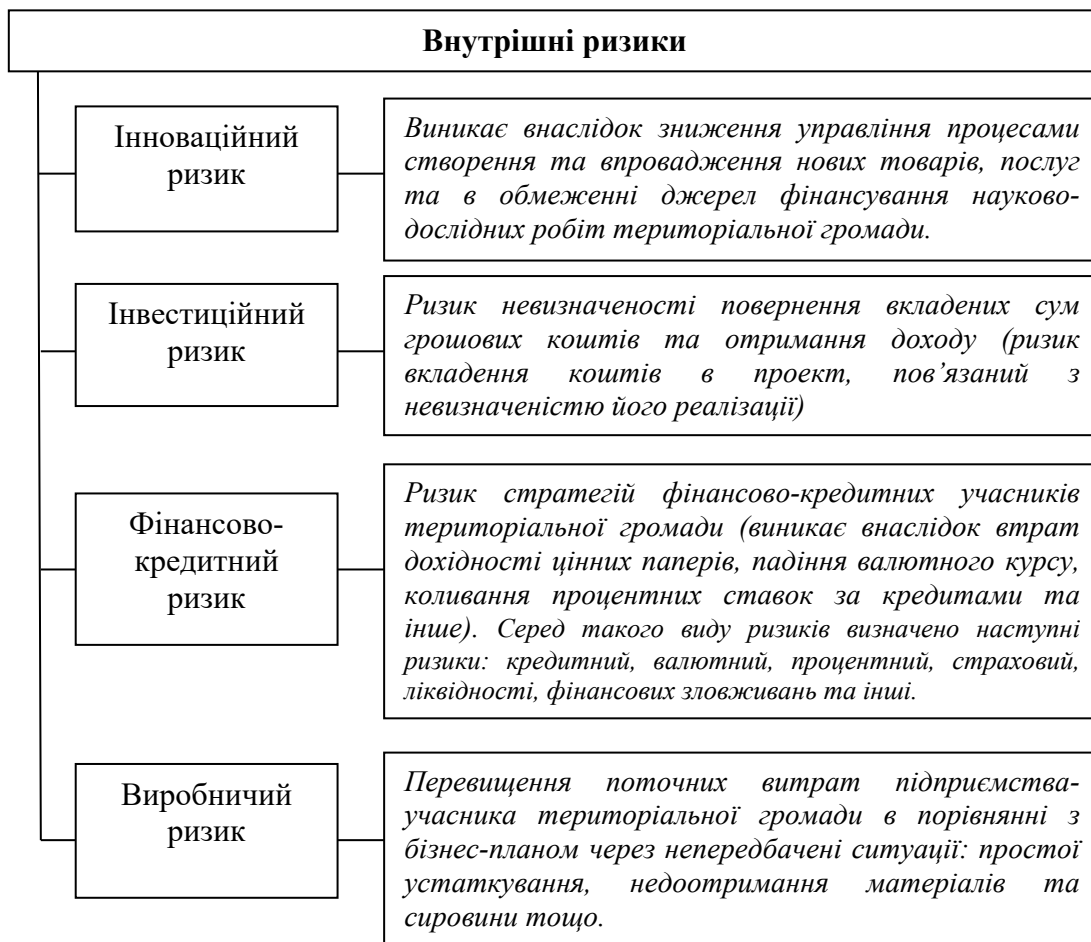 Внутрішні ризики
Інноваційний
ризик
Виникає внаслідок зниження управління процесами
створення та впровадження нових товарів, послуг
та в обмеженні джерел фінансування науково-
дослідних робіт територіальної громади.
Інвестиційний
ризик
Ризик невизначеності повернення вкладених сум
грошових коштів та отримання доходу (ризик
вкладення коштів в проект, пов’язаний з
невизначеністю його реалізації)
Фінансово-
кредитний
ризик
Ризик стратегій фінансово-кредитних учасників
територіальної громади (виникає внаслідок втрат
дохідності цінних паперів, падіння валютного курсу,
коливання процентних ставок за кредитами та
інше). Серед такого виду ризиків визначено наступні
ризики: кредитний, валютний, процентний, страховий,
ліквідності, фінансових зловживань та інші.
Виробничий
ризик
Перевищення поточних витрат підприємства-
учасника територіальної громади в порівнянні з
бізнес-планом через непередбачені ситуації: простої
устаткування, недоотримання матеріалів та
сировини тощо.